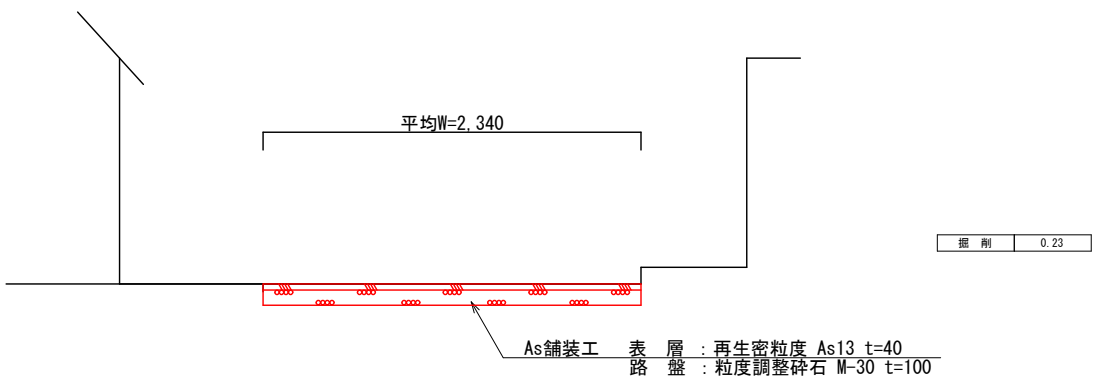 平均W=2,340
掘 削 0.23
As舗装工 表 層 : 再生密粒度 As13 t=40
路 盤 : 粒度調整砕石 M-30 t=100